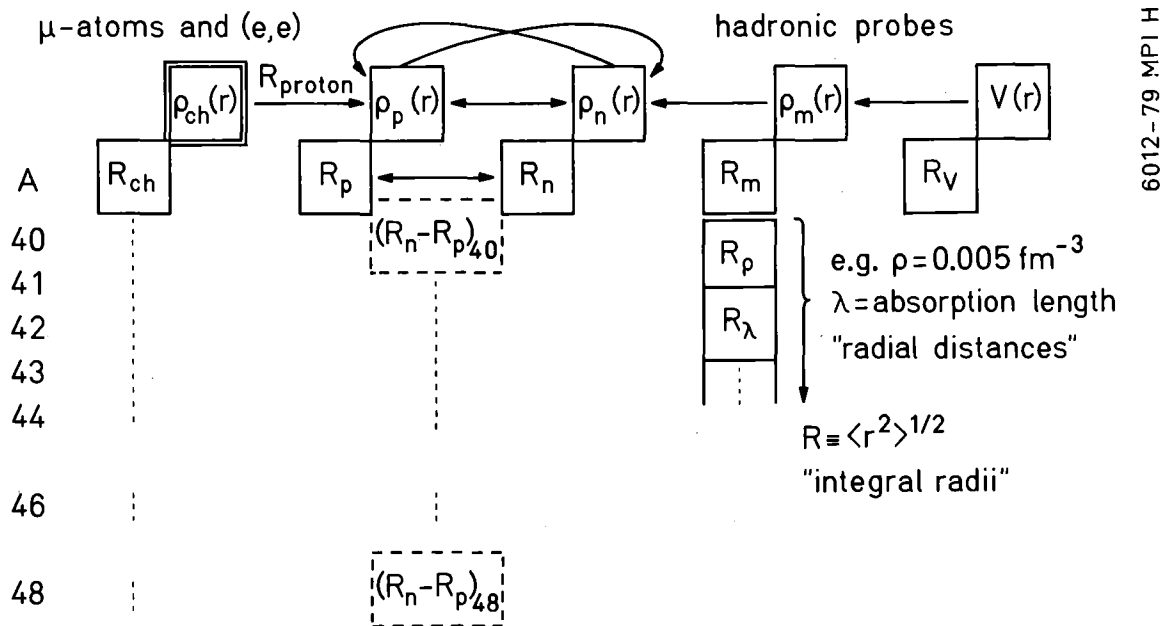 μ-atoms and (e,e)
hadronic probes
6012-79 MPI H
ρch(r)
Rproton
ρp(r)
ρn(r)
ρm(r)
V(r)
A
Rch
Rp
Rn
Rm
RV
40
(Rn-Rp)40
Rρ
e.g. ρ=0.005 fm⁻³
41
λ=absorption length
42
Rλ
"radial distances"
43
44
R≡<r²>1/2
"integral radii"
46
48
(Rn-Rp)48